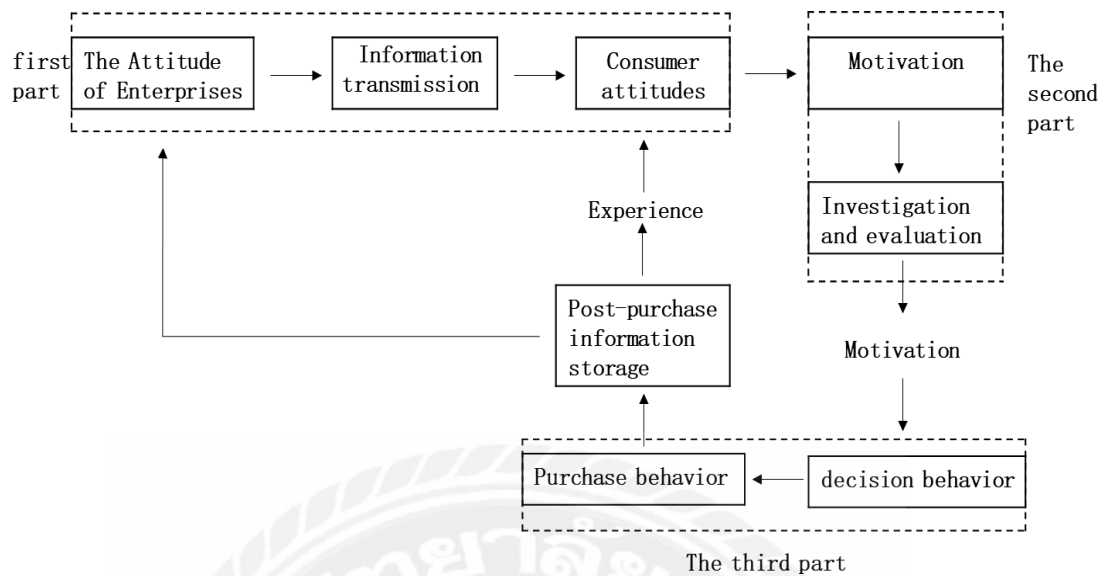 first
part
The Attitude
of Enterprises
Information
transmission
Consumer
attitudes
Motivation
The
second
part
Experience
Investigation
and evaluation
Post-purchase
information
storage
Motivation
Purchase behavior
decision behavior
The third part